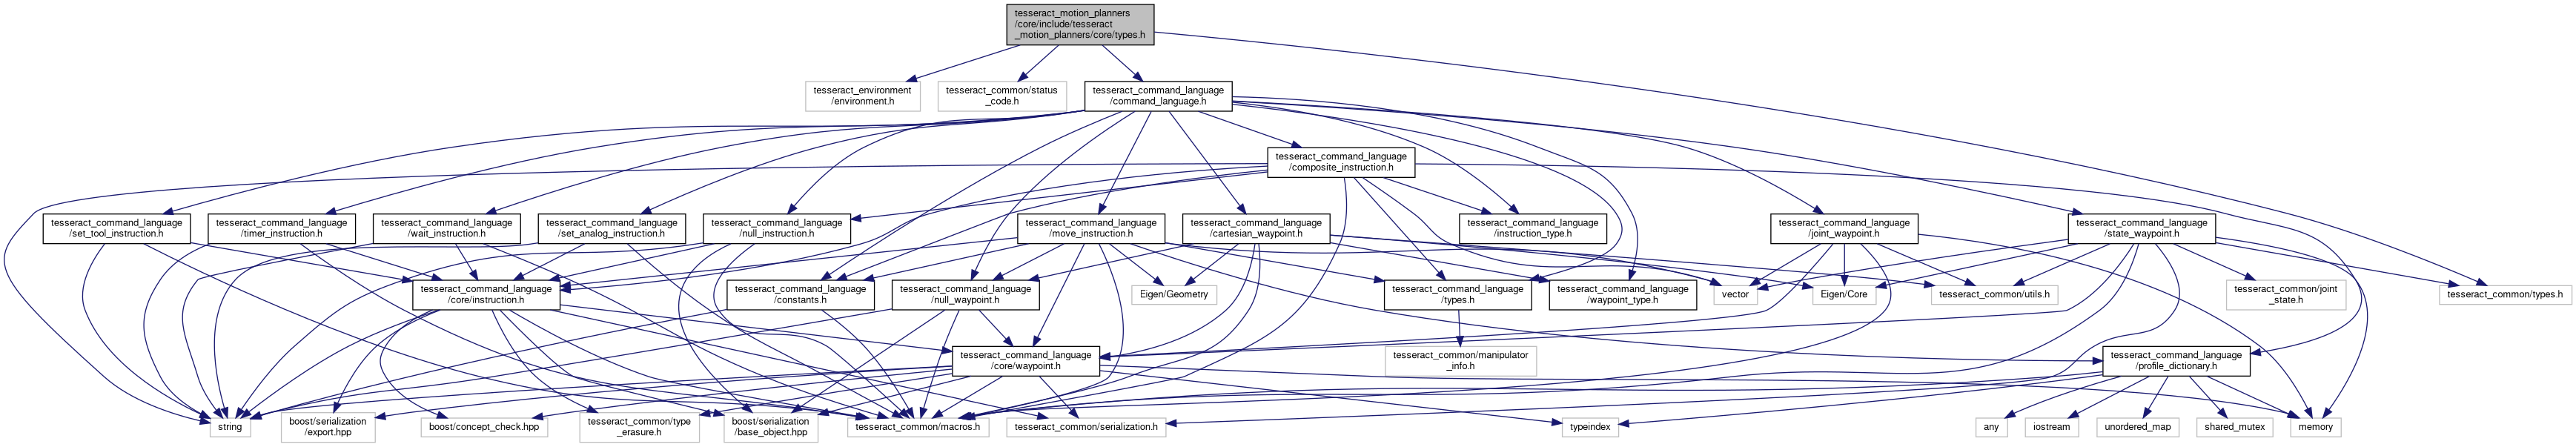 tesseract_motion_planners
/core/include/tesseract
_motion_planners/core/types.h
tesseract_environment
/environment.h
tesseract_common/status
_code.h
tesseract_command_language
/command_language.h
tesseract_command_language
/composite_instruction.h
tesseract_command_language
/set_tool_instruction.h
tesseract_command_language
/timer_instruction.h
tesseract_command_language
/wait_instruction.h
tesseract_command_language
/set_analog_instruction.h
tesseract_command_language
/null_instruction.h
tesseract_command_language
/move_instruction.h
tesseract_command_language
/cartesian_waypoint.h
tesseract_command_language
/instruction_type.h
tesseract_command_language
/joint_waypoint.h
tesseract_command_language
/state_waypoint.h
tesseract_command_language
/core/instruction.h
tesseract_command_language
/constants.h
tesseract_command_language
/null_waypoint.h
Eigen/Geometry
tesseract_command_language
/types.h
tesseract_command_language
/waypoint_type.h
vector
Eigen/Core
tesseract_common/utils.h
tesseract_common/joint
_state.h
tesseract_common/types.h
tesseract_command_language
/core/waypoint.h
tesseract_common/manipulator
_info.h
tesseract_command_language
/profile_dictionary.h
string
boost/serialization
/export.hpp
boost/concept_check.hpp
tesseract_common/type
_erasure.h
boost/serialization
/base_object.hpp
tesseract_common/macros.h
tesseract_common/serialization.h
typeindex
any
iostream
unordered_map
shared_mutex
memory